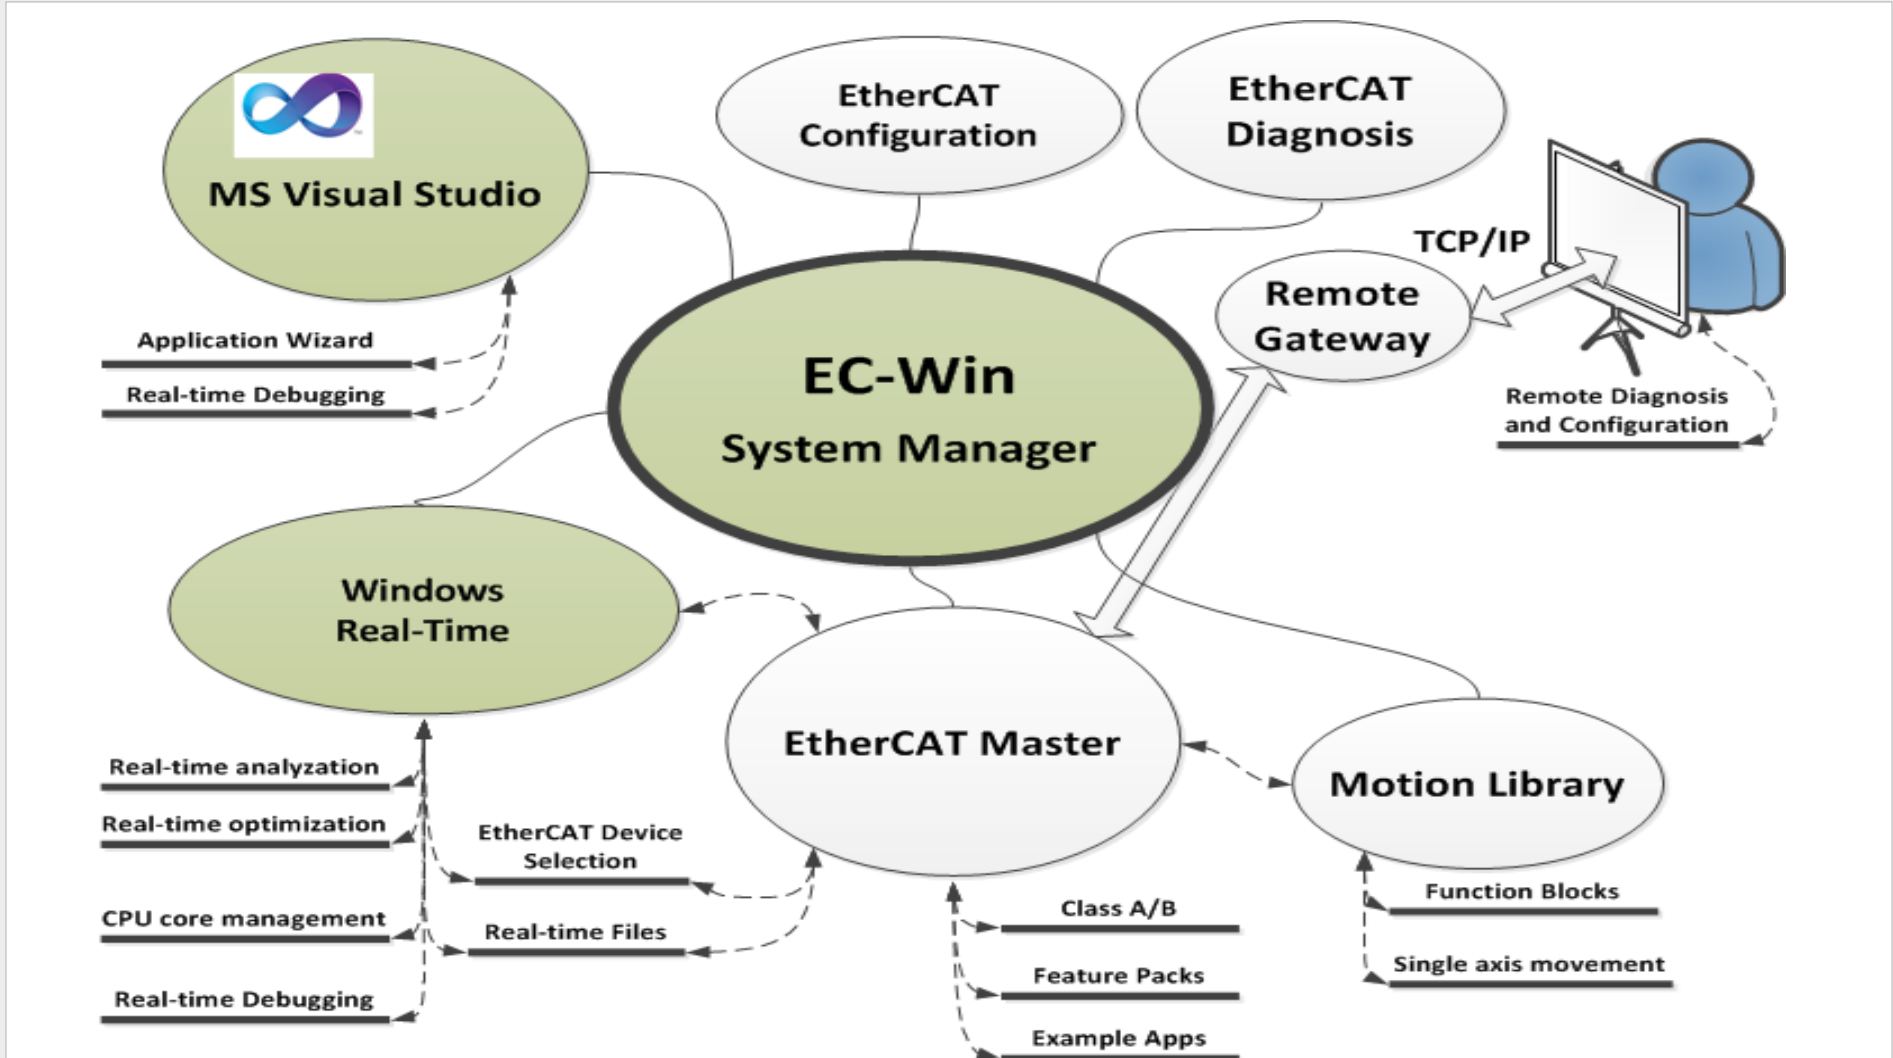 MS Visual Studio
EtherCAT
Configuration
EtherCAT
Diagnosis
TCP/IP
Remote
Gateway
Application Wizard
Real-time Debugging
EC-Win
System Manager
Remote Diagnosis
and Configuration
Windows
Real-Time
EtherCAT Master
Motion Library
Real-time analyzation
Real-time optimization
CPU core management
Real-time Debugging
EtherCAT Device
Selection
Real-time Files
Class A/B
Feature Packs
Example Apps
Function Blocks
Single axis movement